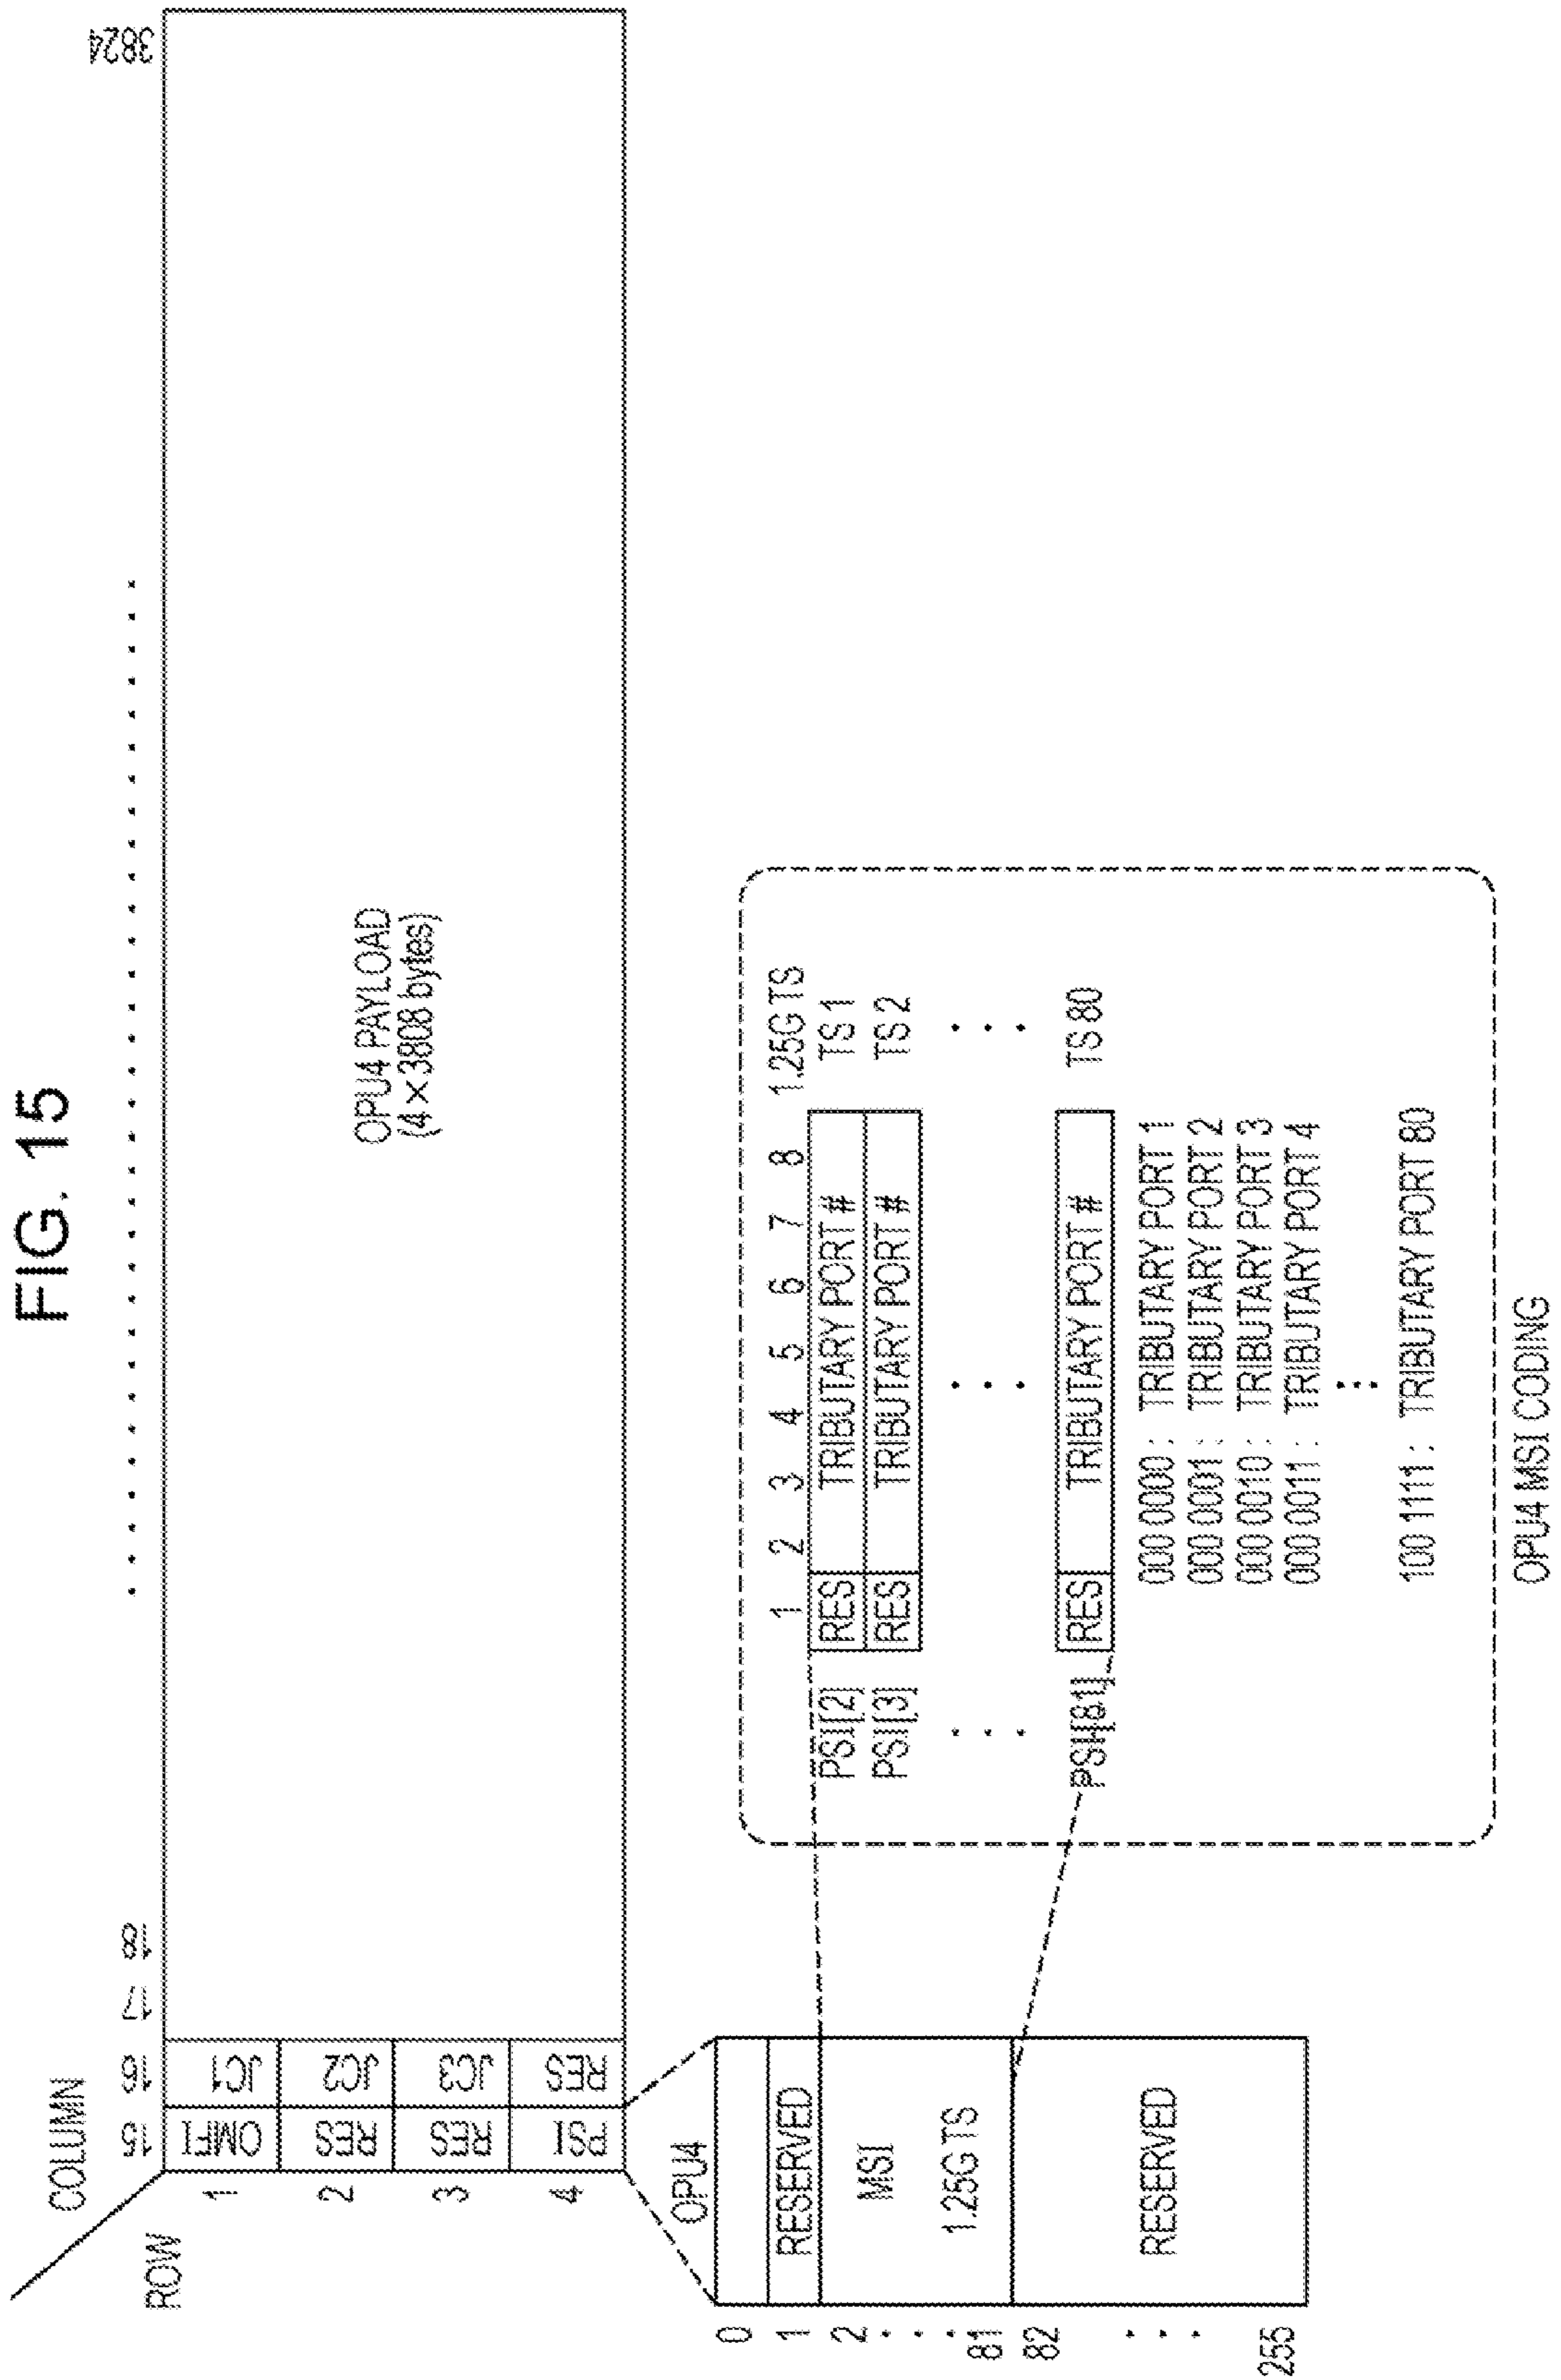 FIG. 15
COLUMN
ROW
15 16 17 18 3824
1 OMFI JC1
2 RES JC2
3 RES JC3
4 PSI RES
OPU4 PAYLOAD
(4×3808 bytes)
OPU4
0
1 RESERVED
2 MSI
81 1.25G TS
82
RESERVED
255
1 2 3 4 5 6 7 8 1.25G TS
PSI[2] RES TRIBUTARY PORT # TS 1
PSI[3] RES TRIBUTARY PORT # TS 2
PSI[81] RES TRIBUTARY PORT # TS 80
000 0000 : TRIBUTARY PORT 1
000 0001 : TRIBUTARY PORT 2
000 0010 : TRIBUTARY PORT 3
000 0011 : TRIBUTARY PORT 4
100 1111 : TRIBUTARY PORT 80
OPU4 MSI CODING